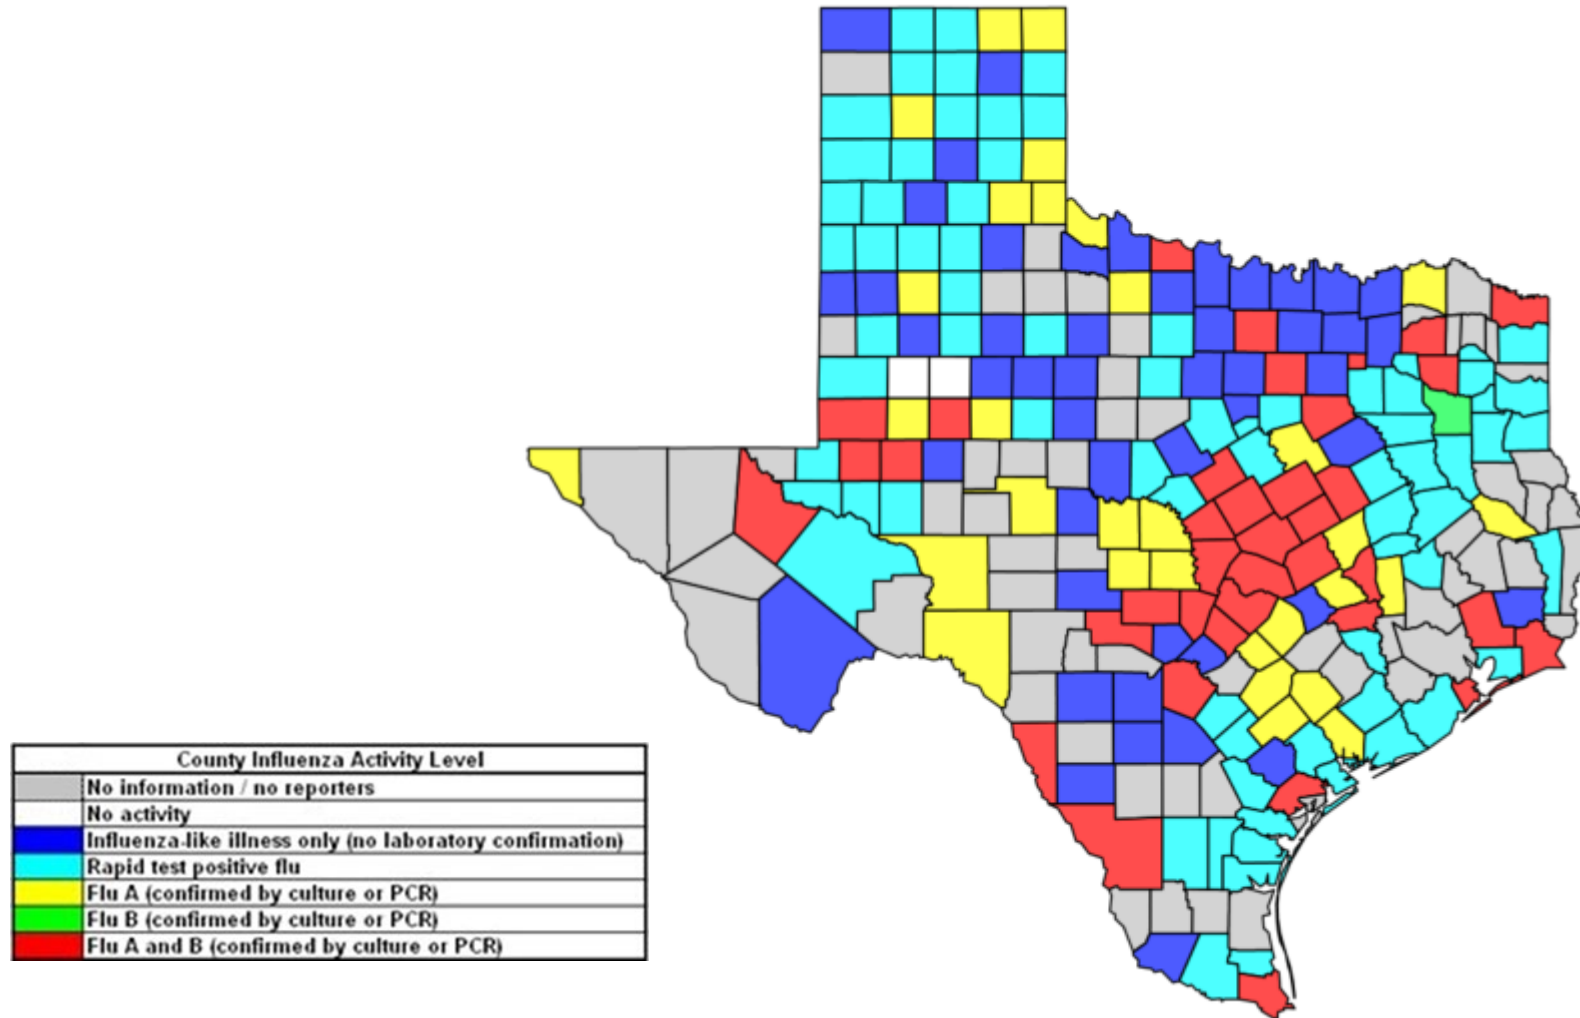 County Influenza Activity Level
No information / no reporters
No activity
Influenza-like illness only (no laboratory confirmation)
Rapid test positive flu
Flu A (confirmed by culture or PCR)
Flu B (confirmed by culture or PCR)
Flu A and B (confirmed by culture or PCR)